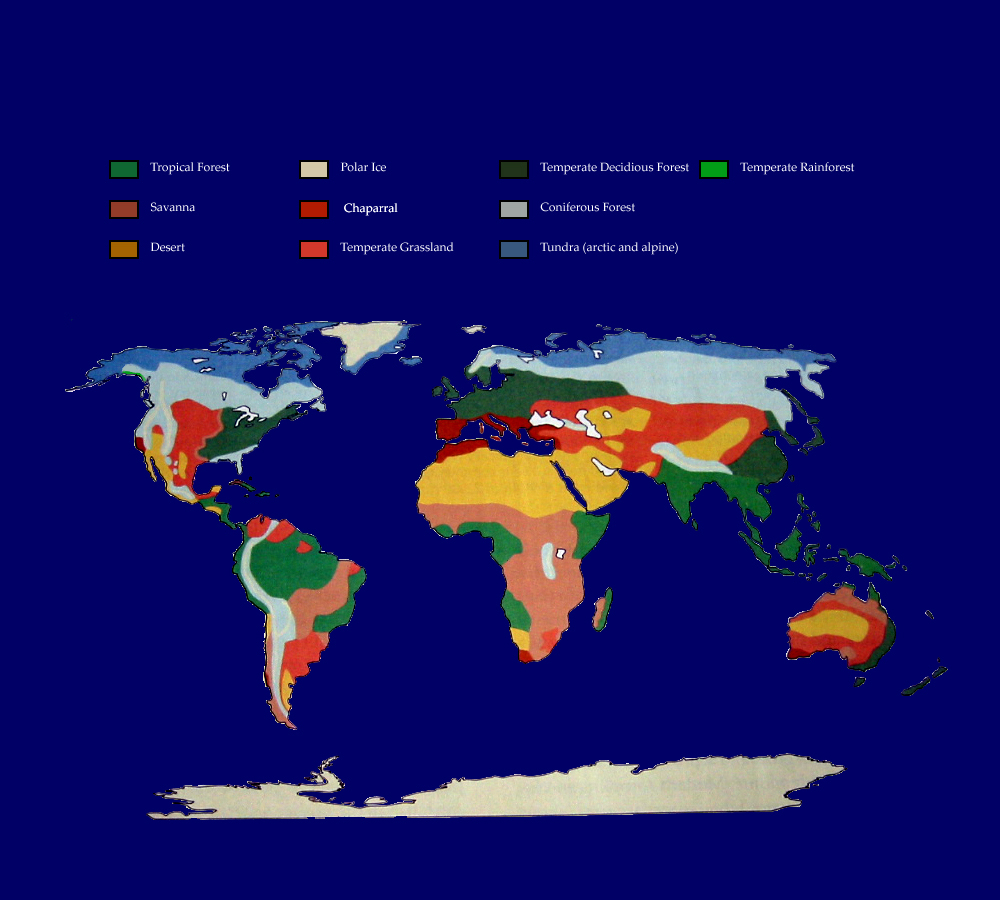 Tropical Forest
Polar Ice
Temperate Decidious Forest
Temperate Rainforest
Savanna
Chaparral
Coniferous Forest
Desert
Temperate Grassland
Tundra (arctic and alpine)